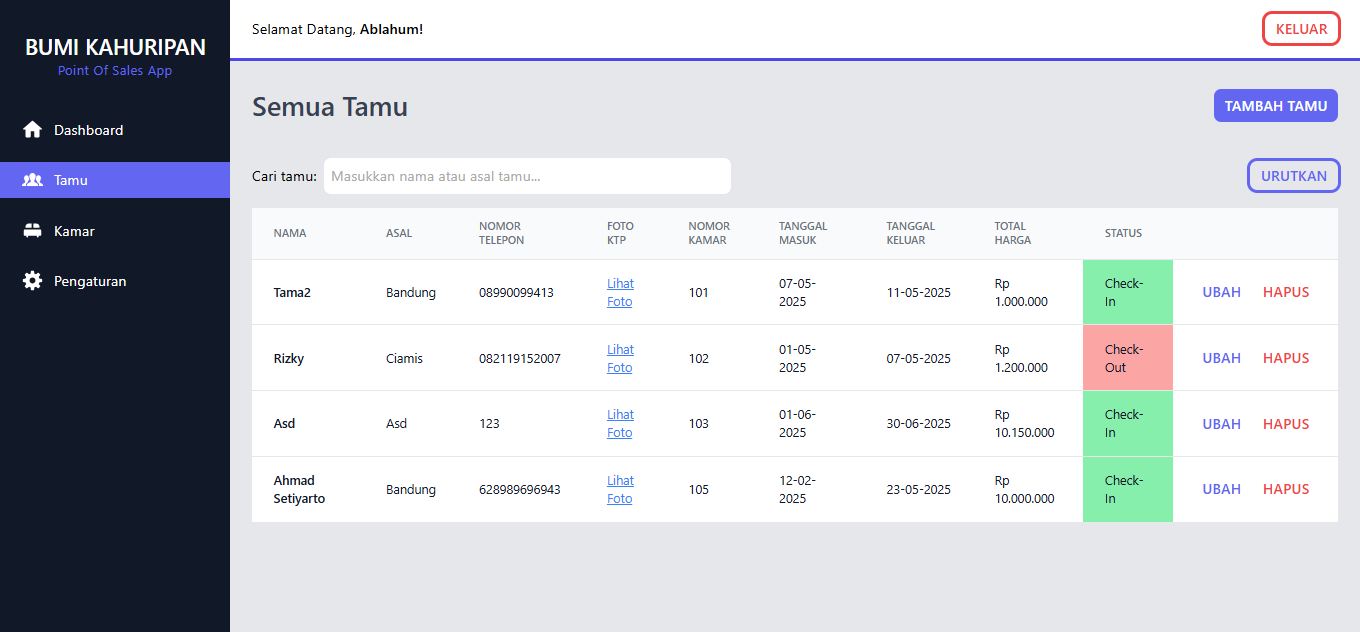 BUMI KAHURIPAN
Point Of Sales App
Dashboard
Tamu
Kamar
Pengaturan
Selamat Datang, Ablahum!
KELUAR
Semua Tamu
TAMBAH TAMU
Cari tamu: Masukkan nama atau asal tamu...
URUTKAN
NAMA ASAL NOMOR TELEPON FOTO KTP NOMOR KAMAR TANGGAL MASUK TANGGAL KELUAR TOTAL HARGA STATUS
Tama2 Bandung 08990099413 Lihat Foto 101 07-05-2025 11-05-2025 Rp 1.000.000 Check-In UBAH HAPUS
Rizky Ciamis 082119152007 Lihat Foto 102 01-05-2025 07-05-2025 Rp 1.200.000 Check-Out UBAH HAPUS
Asd Asd 123 Lihat Foto 103 01-06-2025 30-06-2025 Rp 10.150.000 Check-In UBAH HAPUS
Ahmad Setiyarto Bandung 628989696943 Lihat Foto 105 12-02-2025 23-05-2025 Rp 10.000.000 Check-In UBAH HAPUS